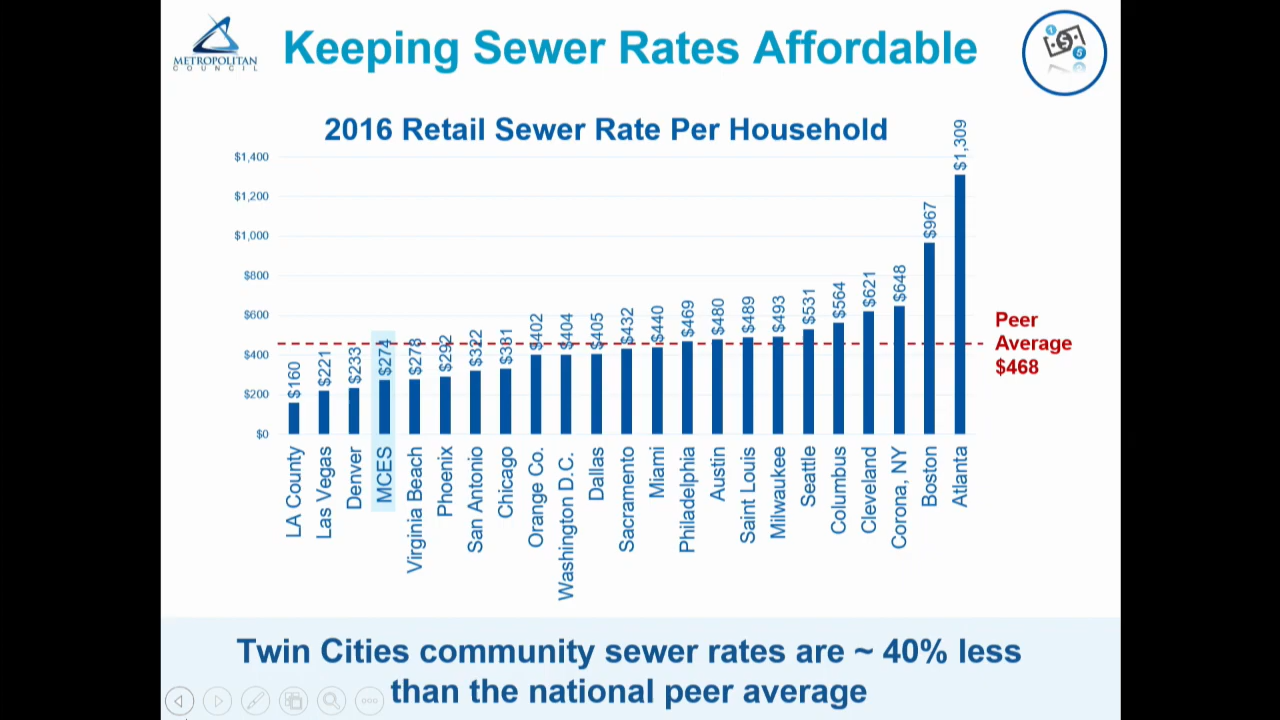 METROPOLITAN
COUNCIL
Keeping Sewer Rates Affordable
2016 Retail Sewer Rate Per Household
$1,400
$1,200
$1,000
$800
$600
$400
$200
$0
$160
$221
$233
$274
$278
$292
$322
$381
$402
$404
$405
$432
$440
$469
$480
$489
$493
$531
$564
$621
$648
$967
$1,309
Peer
Average
$468
LA County
Las Vegas
Denver
MCES
Virginia Beach
Phoenix
San Antonio
Chicago
Orange Co.
Washington D.C.
Dallas
Sacramento
Miami
Philadelphia
Austin
Saint Louis
Milwaukee
Seattle
Columbus
Cleveland
Corona, NY
Boston
Atlanta
Twin Cities community sewer rates are ~ 40% less
than the national peer average